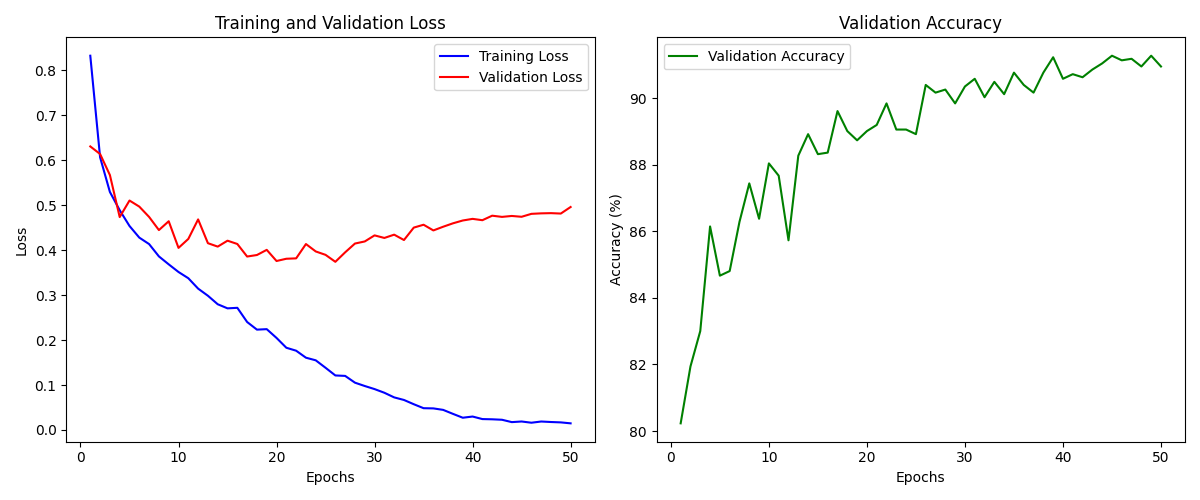 Training and Validation Loss
Training Loss
Validation Loss
0.8
0.7
0.6
0.5
0.4
0.3
0.2
0.1
0.0
Loss
0 10 20 30 40 50
Epochs
Validation Accuracy
Validation Accuracy
90
88
86
84
82
80
Accuracy (%)
0 10 20 30 40 50
Epochs